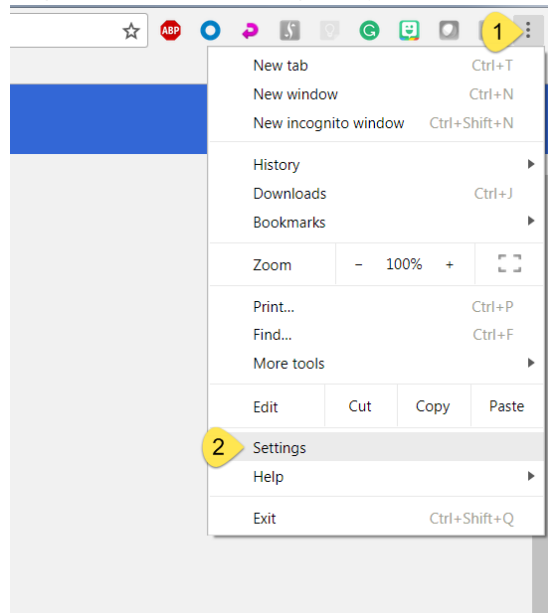 ABP
G
1
New tab Ctrl+T
New window Ctrl+N
New incognito window Ctrl+Shift+N
History
Downloads Ctrl+J
Bookmarks
Zoom − 100% +
Print... Ctrl+P
Find... Ctrl+F
More tools
Edit Cut Copy Paste
2 Settings
Help
Exit Ctrl+Shift+Q